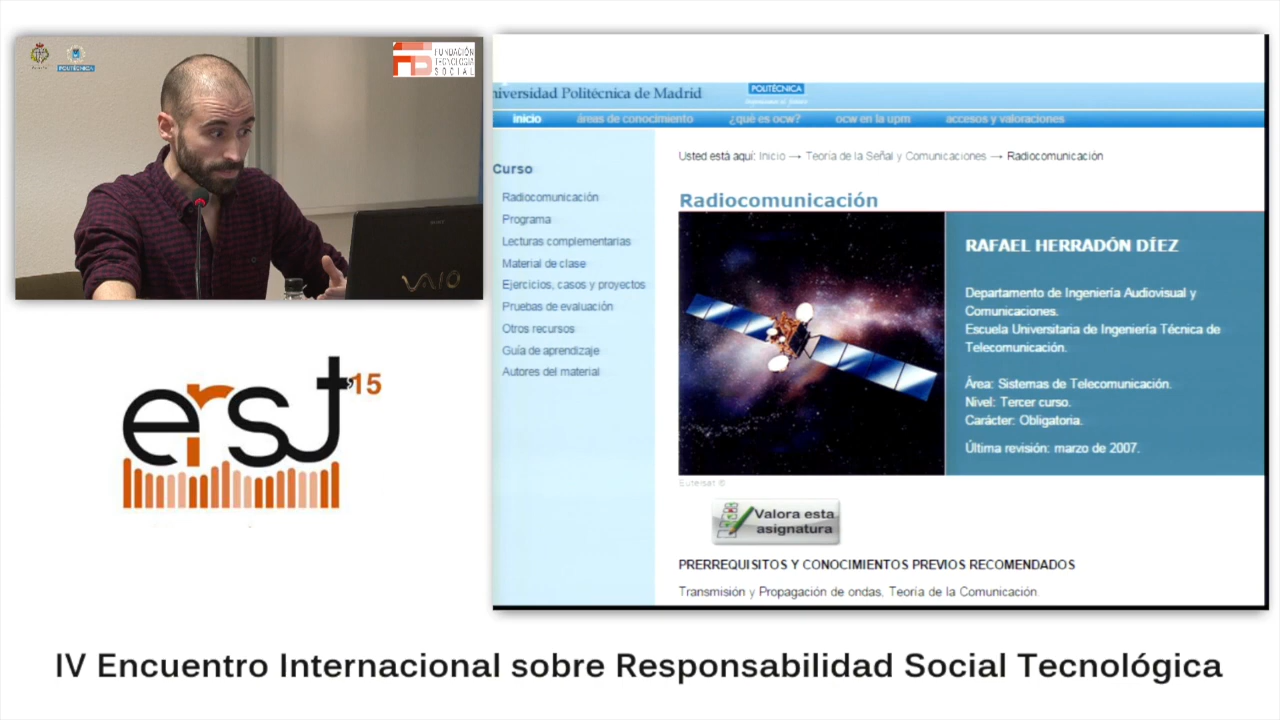 POLITÉCNICA
FUNDACIÓN
TECNOLOGÍA
SOCIAL
VAIO
erst '15
Politécnica de Madrid
POLITÉCNICA
inicio áreas de conocimiento ¿qué es ocw? ocw en la upm accesos y valoraciones
Curso
Radiocomunicación
Programa
Lecturas complementarias
Material de clase
Ejercicios, casos y proyectos
Pruebas de evaluación
Otros recursos
Guía de aprendizaje
Autores del material
Usted está aquí: Inicio → Teoría de la Señal y Comunicaciones → Radiocomunicación
Radiocomunicación
RAFAEL HERRADÓN DÍEZ
Departamento de Ingeniería Audiovisual y
Comunicaciones.
Escuela Universitaria de Ingeniería Técnica de
Telecomunicación.
Área: Sistemas de Telecomunicación.
Nivel: Tercer curso.
Carácter: Obligatoria.
Última revisión: marzo de 2007.
Eutelsat ©
Valora esta
asignatura
PRERREQUISITOS Y CONOCIMIENTOS PREVIOS RECOMENDADOS
Transmisión y Propagación de ondas, Teoría de la Comunicación.
IV Encuentro Internacional sobre Responsabilidad Social Tecnológica